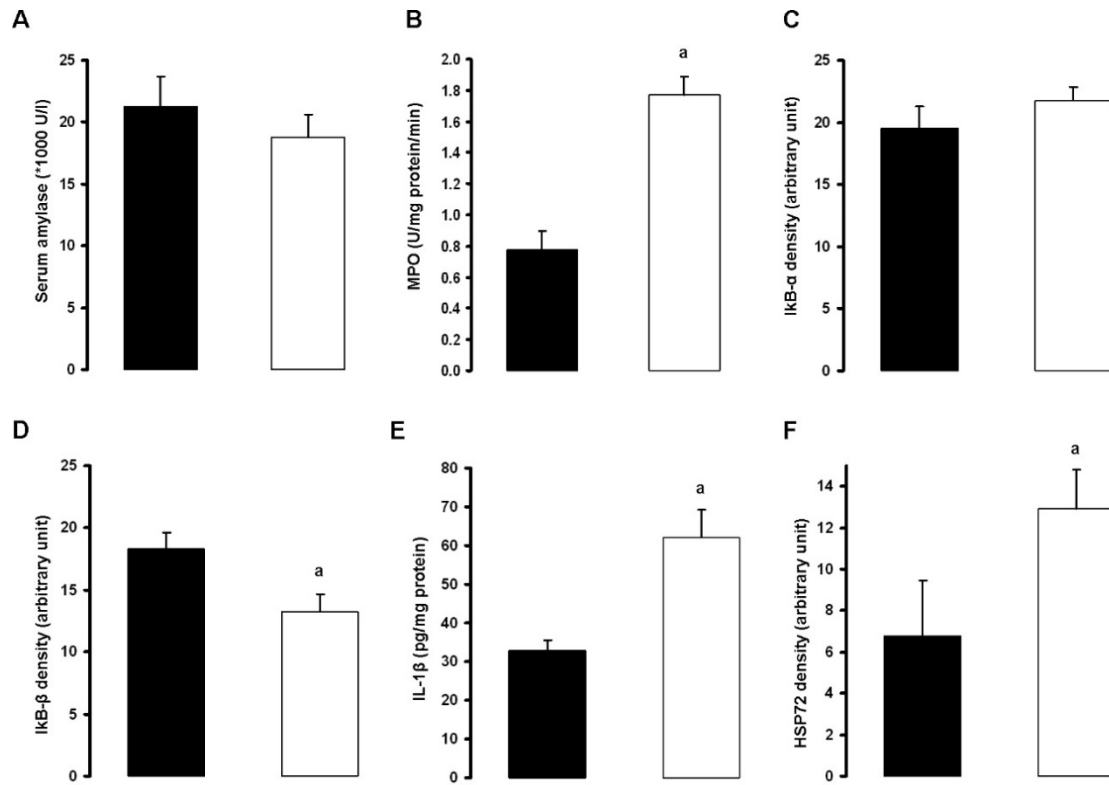 A
Serum amylase (*1000 U/l)
25
20
15
10
5
0
B
MPO (U/mg protein/min)
2.0
1.8
1.6
1.4
1.2
1.0
0.8
0.6
0.4
0.2
0.0
a
C
IkB-α density (arbitrary unit)
25
20
15
10
5
0
D
IkB-β density (arbitrary unit)
25
20
15
10
5
0
a
E
IL-1β (pg/mg protein)
80
70
60
50
40
30
20
10
0
a
F
HSP72 density (arbitrary unit)
14
12
10
8
6
4
2
0
a